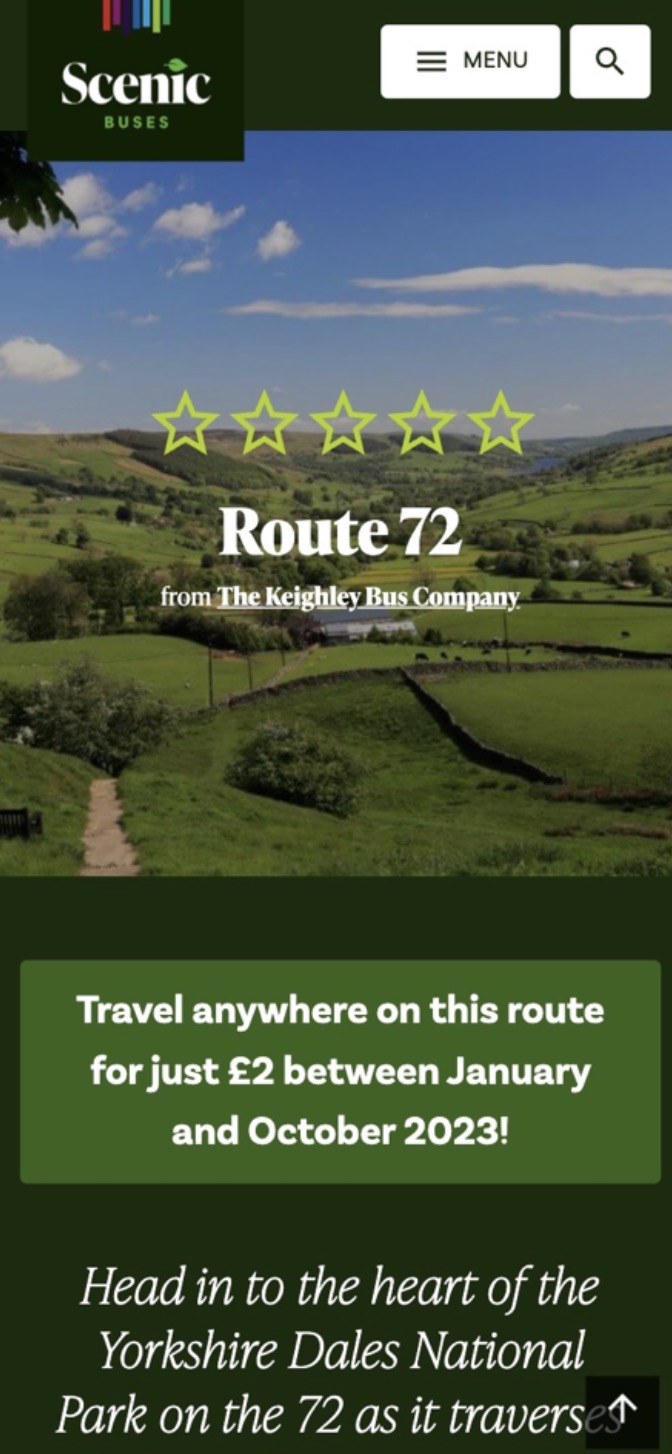 Scenic
BUSES
MENU
Route 72
from The Keighley Bus Company
Travel anywhere on this route
for just £2 between January
and October 2023!
Head in to the heart of the
Yorkshire Dales National
Park on the 72 as it traverses